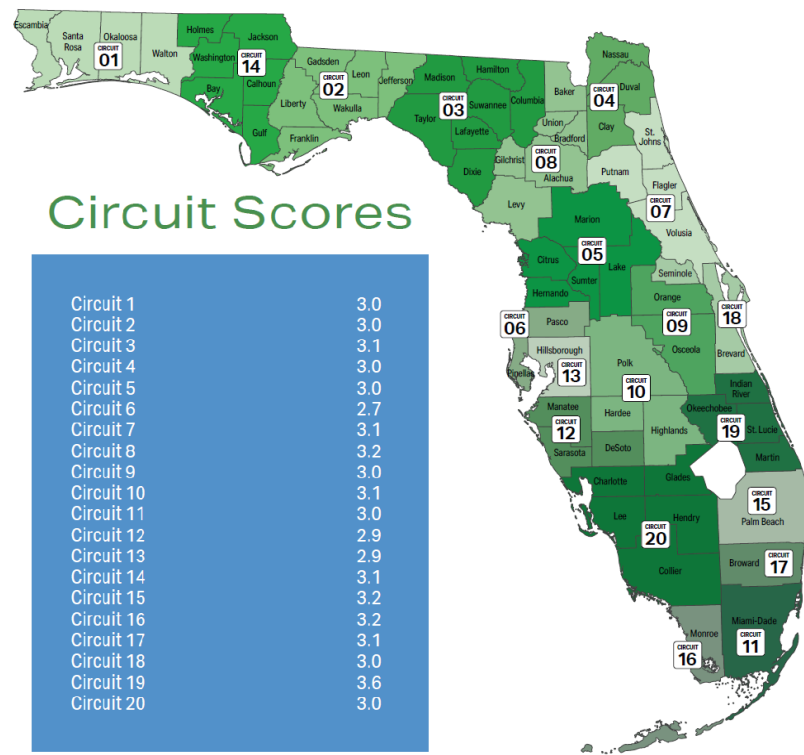 Escambia
Santa
Rosa
Okaloosa
Walton
CIRCUIT
01
Holmes
Jackson
Washington
CIRCUIT
14
Bay
Calhoun
Gulf
Gadsden
CIRCUIT
02
Leon
Jefferson
Liberty
Wakulla
Franklin
Madison
Hamilton
CIRCUIT
03
Suwannee
Columbia
Taylor
Lafayette
Dixie
Baker
Union
Bradford
CIRCUIT
08
Gilchrist
Alachua
Levy
Nassau
CIRCUIT
04
Duval
Clay
St.
Johns
Putnam
Flagler
CIRCUIT
07
Volusia
Marion
CIRCUIT
05
Citrus
Lake
Sumter
Hernando
Seminole
CIRCUIT
18
Brevard
Orange
CIRCUIT
09
Osceola
CIRCUIT
06
Pasco
Pinellas
Hillsborough
CIRCUIT
13
Polk
CIRCUIT
10
Hardee
Highlands
Manatee
CIRCUIT
12
Sarasota
DeSoto
Indian
River
Okeechobee
CIRCUIT
19
St. Lucie
Martin
Charlotte
Glades
Lee
Hendry
CIRCUIT
20
Collier
CIRCUIT
15
Palm Beach
Broward
CIRCUIT
17
Miami-Dade
CIRCUIT
11
Monroe
CIRCUIT
16
Circuit Scores
Circuit 1 3.0
Circuit 2 3.0
Circuit 3 3.1
Circuit 4 3.0
Circuit 5 3.0
Circuit 6 2.7
Circuit 7 3.1
Circuit 8 3.2
Circuit 9 3.0
Circuit 10 3.1
Circuit 11 3.0
Circuit 12 2.9
Circuit 13 2.9
Circuit 14 3.1
Circuit 15 3.2
Circuit 16 3.2
Circuit 17 3.1
Circuit 18 3.0
Circuit 19 3.6
Circuit 20 3.0